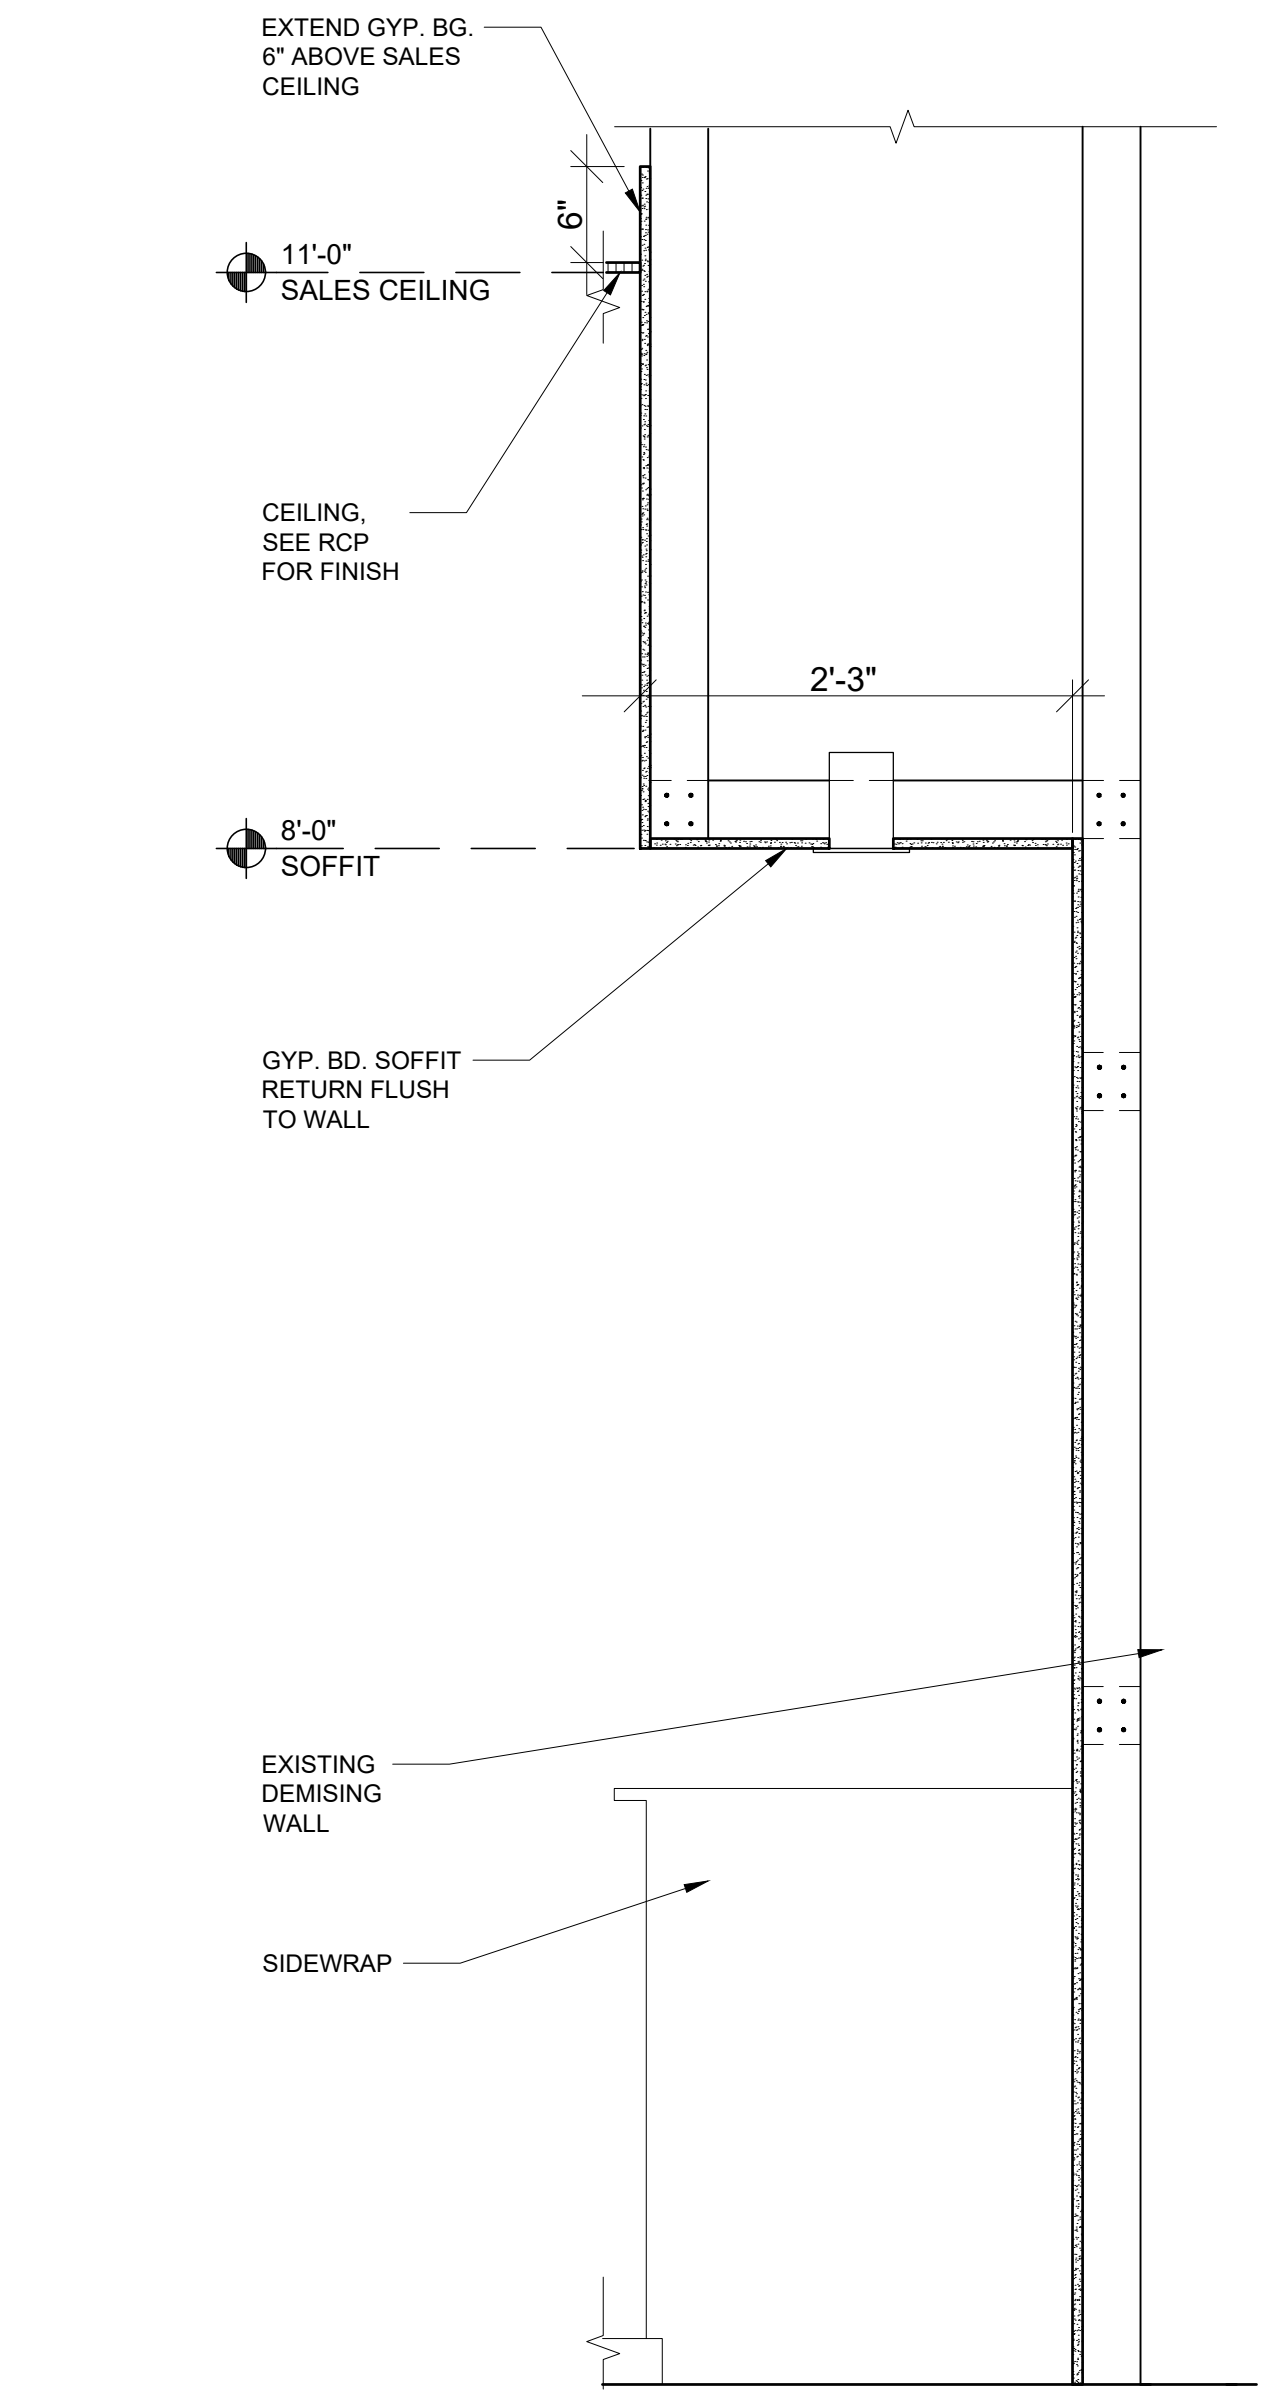 EXTEND GYP. BG.
6" ABOVE SALES
CEILING
6"
11'-0"
SALES CEILING
CEILING,
SEE RCP
FOR FINISH
2'-3"
8'-0"
SOFFIT
GYP. BD. SOFFIT
RETURN FLUSH
TO WALL
EXISTING
DEMISING
WALL
SIDEWRAP